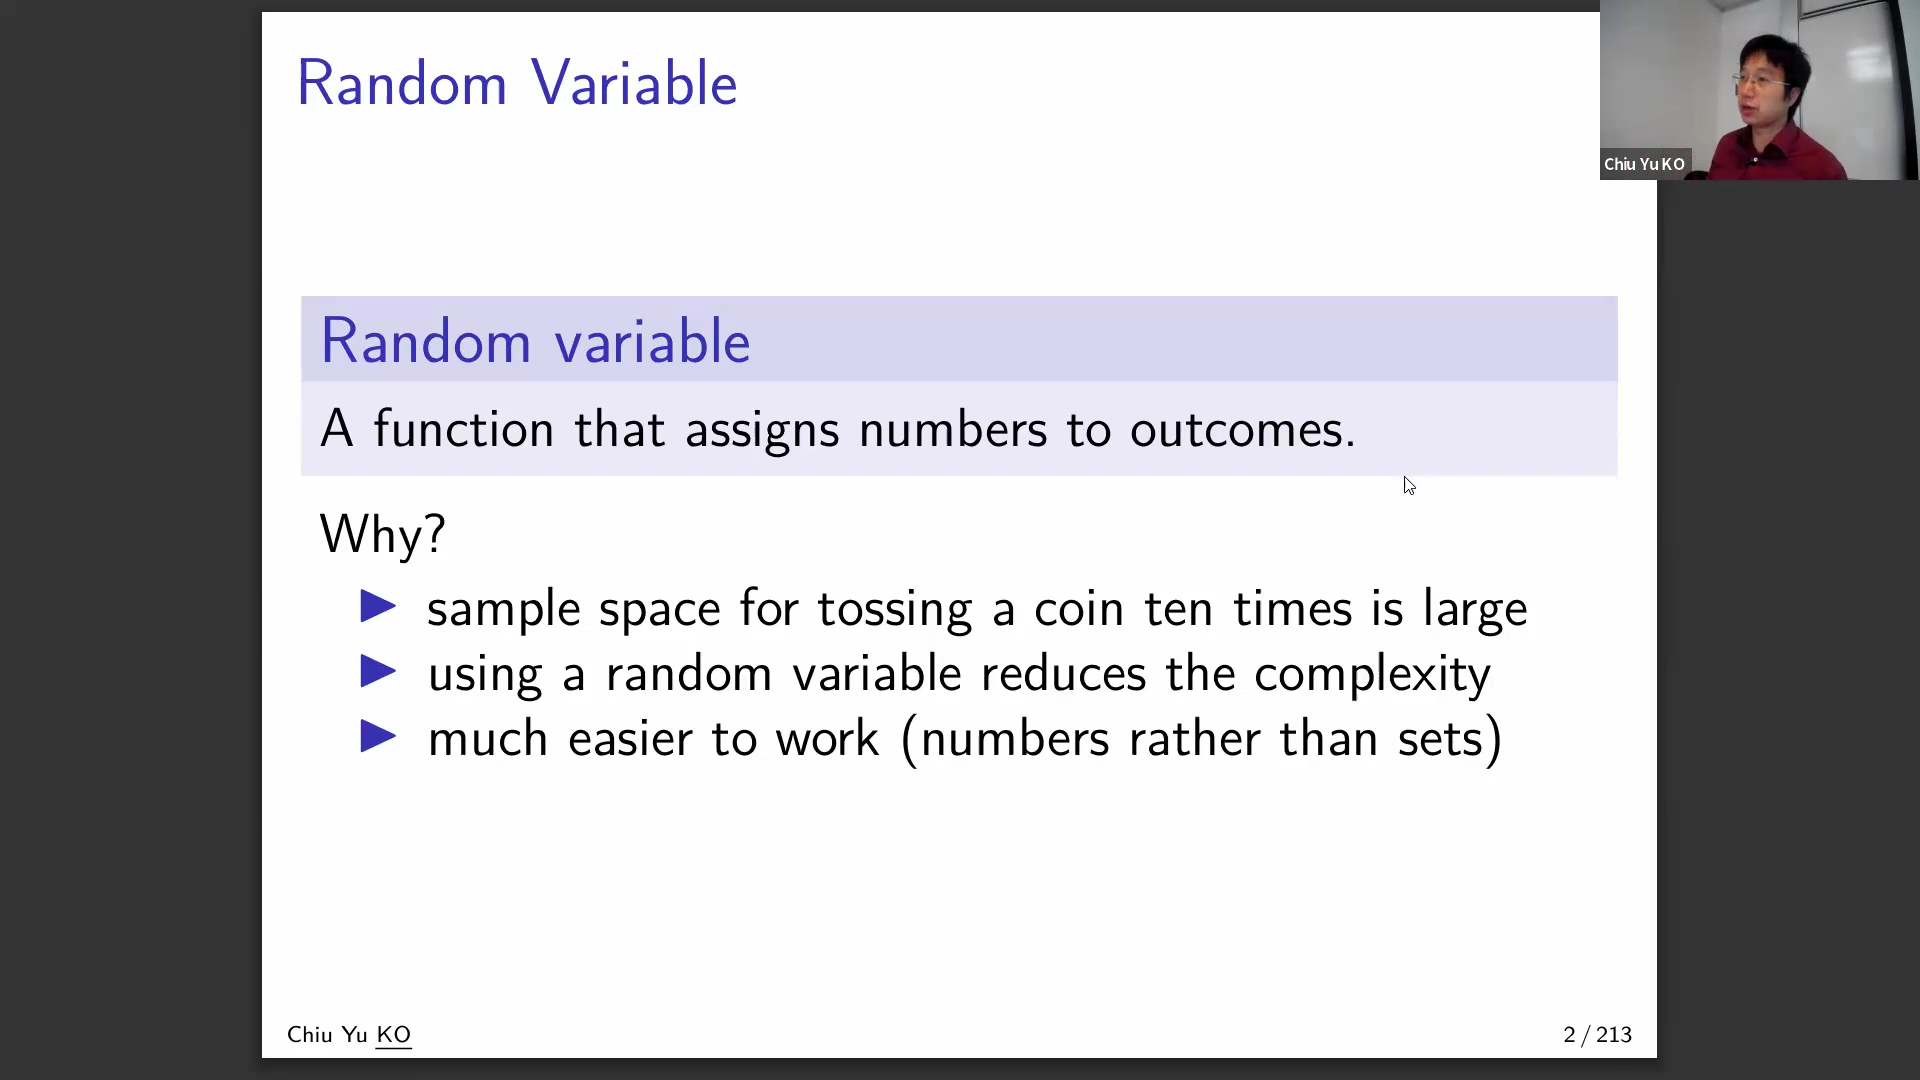 Random Variable
Chiu Yu KO
Random variable
A function that assigns numbers to outcomes.
Why?
sample space for tossing a coin ten times is large
using a random variable reduces the complexity
much easier to work (numbers rather than sets)
Chiu Yu KO
2 / 213